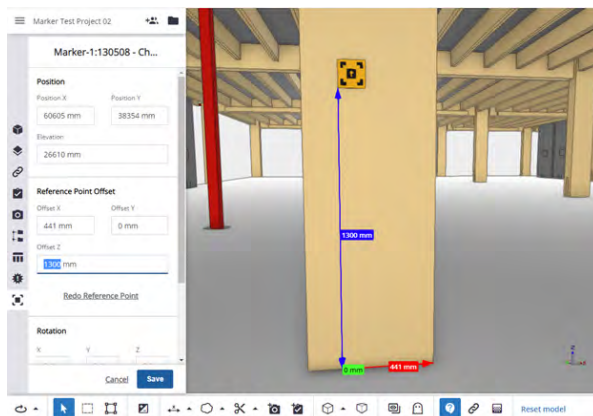 Marker Test Project 02
Marker-1:130508 - Ch...
Position
Position X
Position Y
60605 mm
38354 mm
Elevation
26610 mm
Reference Point Offset
Offset X
Offset Y
441 mm
0 mm
Offset Z
1300 mm
Redo Reference Point
Rotation
X
Y
Z
Cancel
Save
1300 mm
0 mm
441 mm
Reset model